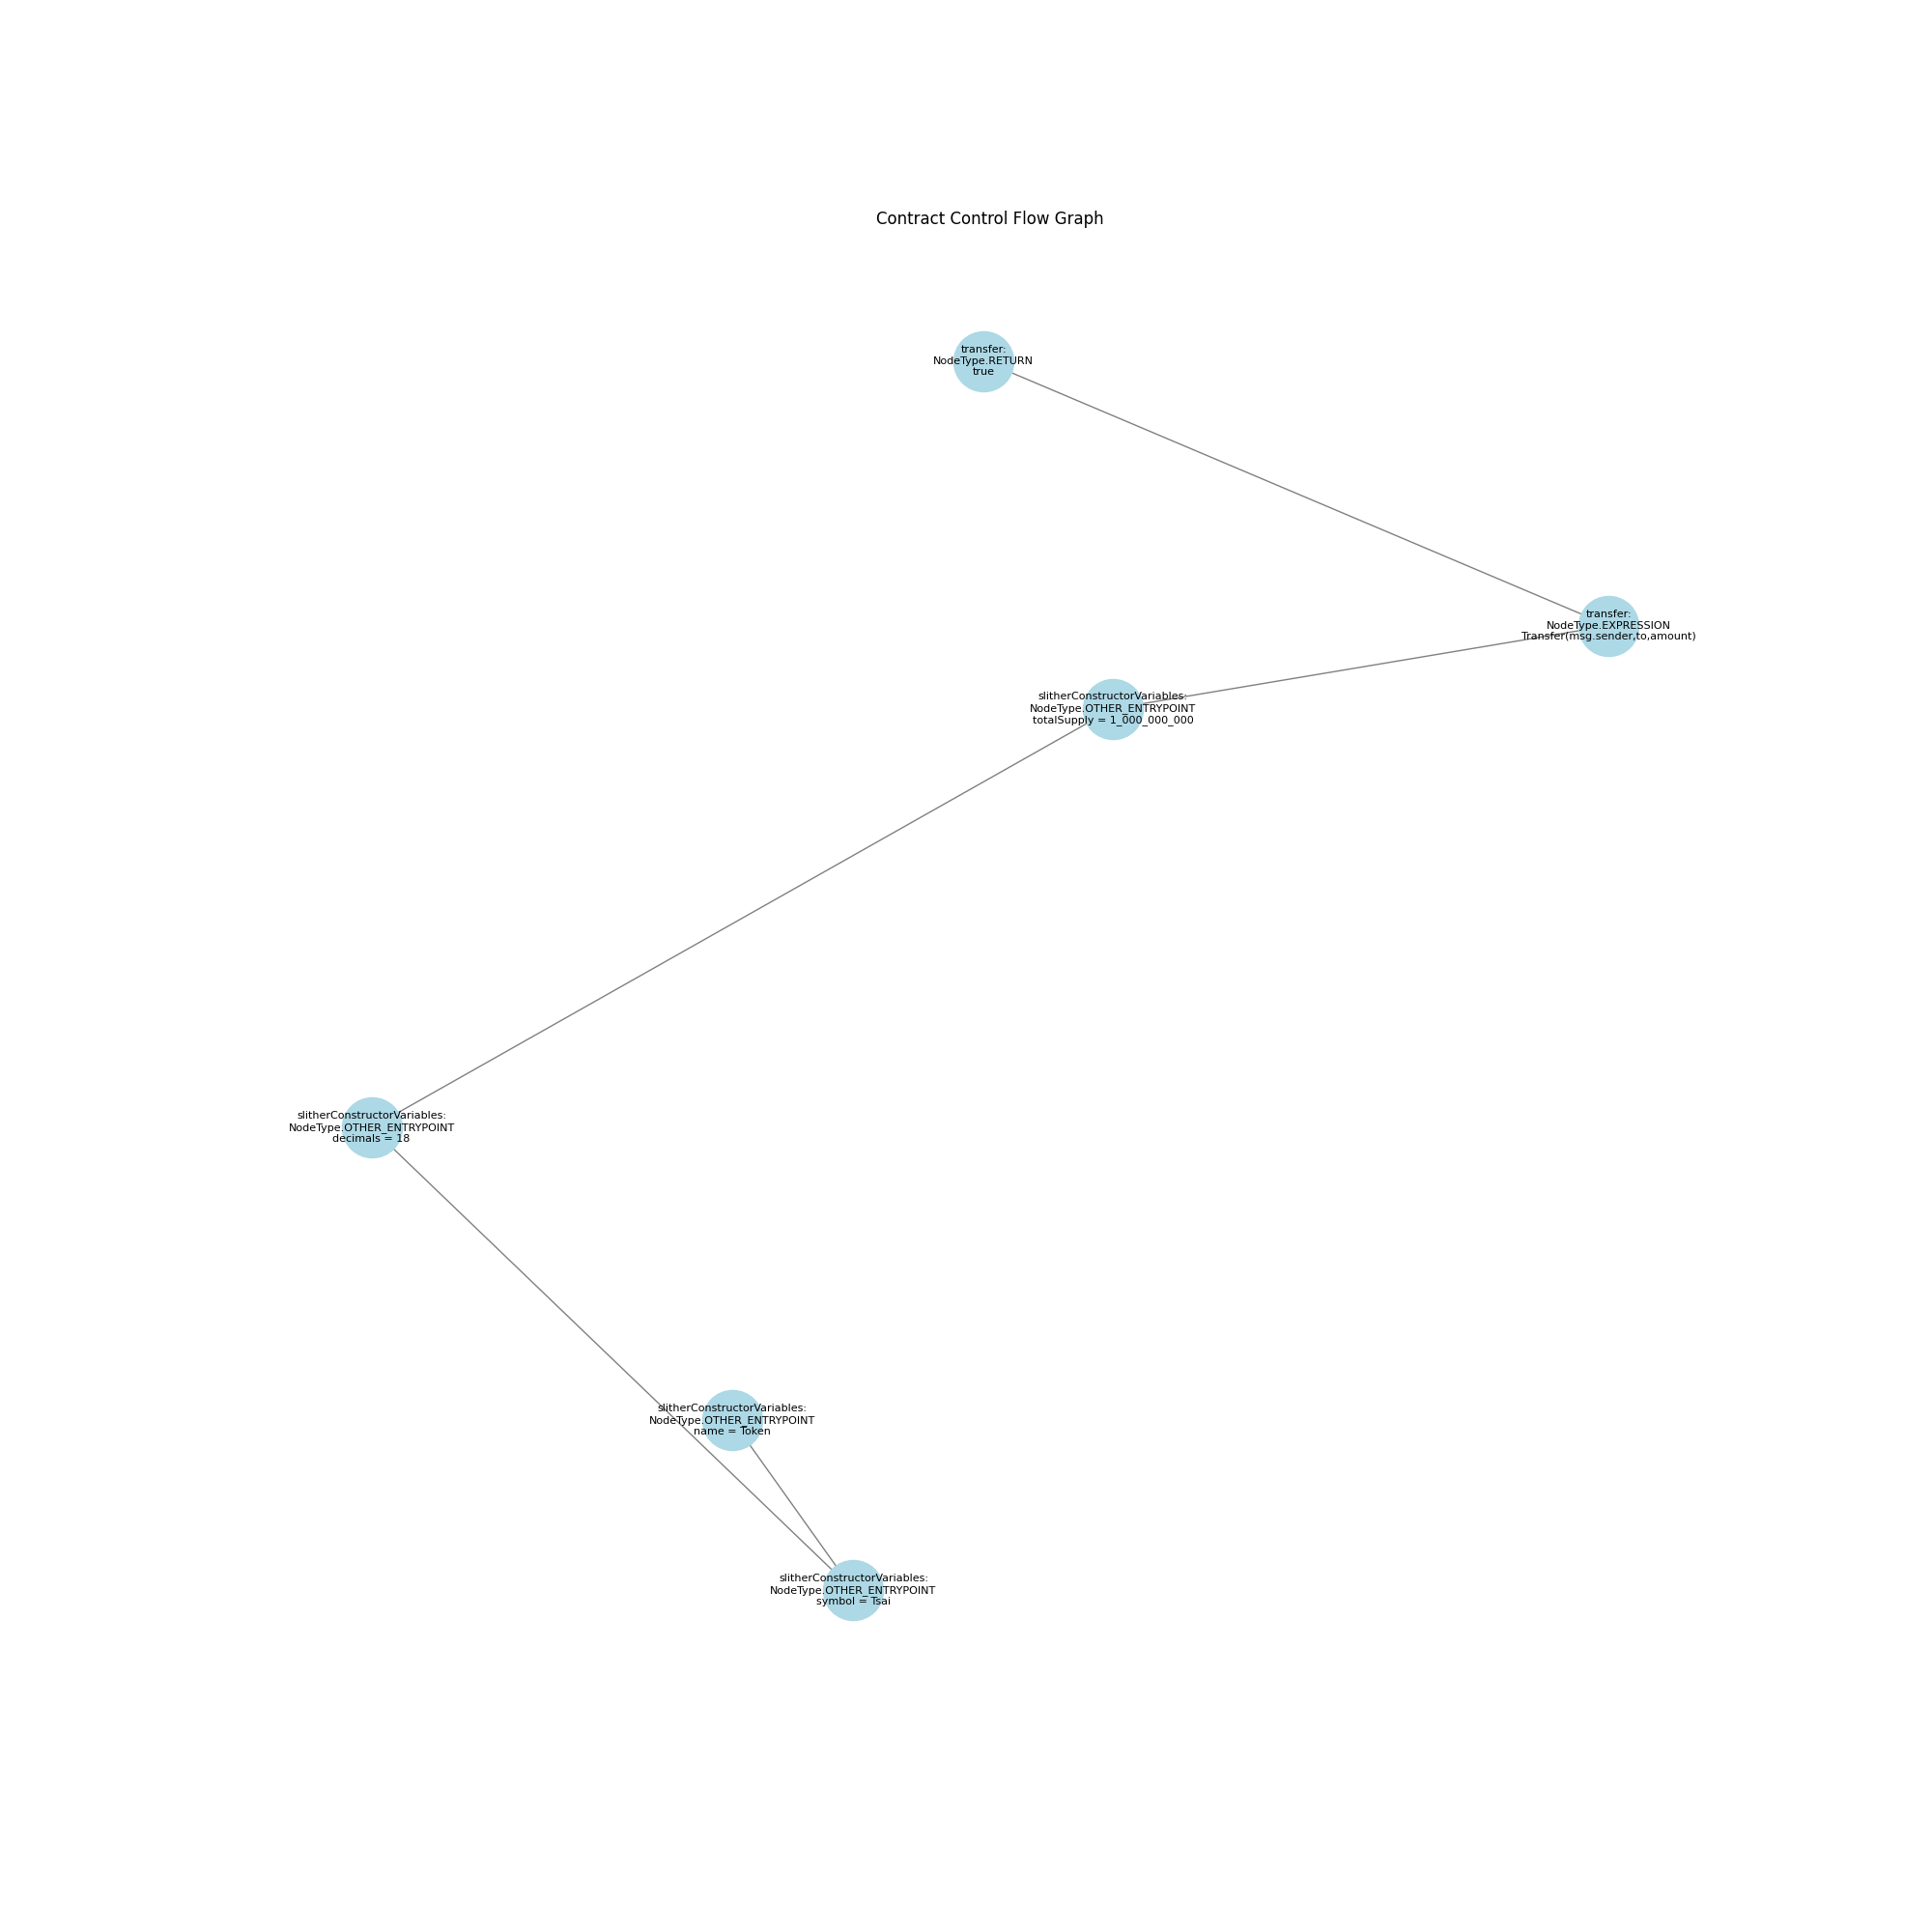 Contract Control Flow Graph
transfer:
NodeType.RETURN
true
transfer:
NodeType.EXPRESSION
Transfer(msg.sender,to,amount)
slitherConstructorVariables:
NodeType.OTHER_ENTRYPOINT
totalSupply = 1_000_000_000
slitherConstructorVariables:
NodeType.OTHER_ENTRYPOINT
decimals = 18
slitherConstructorVariables:
NodeType.OTHER_ENTRYPOINT
name = Token
slitherConstructorVariables:
NodeType.OTHER_ENTRYPOINT
symbol = Tsai